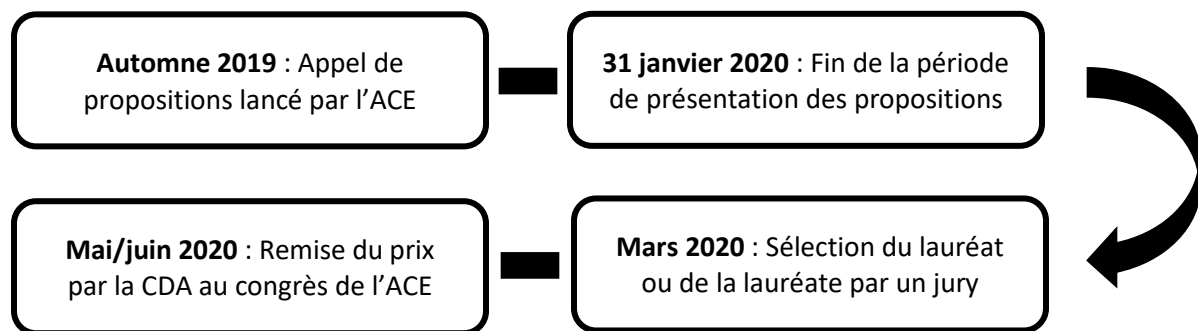 Automne 2019 : Appel de
propositions lancé par l’ACE
31 janvier 2020 : Fin de la période
de présentation des propositions
Mars 2020 : Sélection du lauréat
ou de la lauréate par un jury
Mai/juin 2020 : Remise du prix
par la CDA au congrès de l’ACE